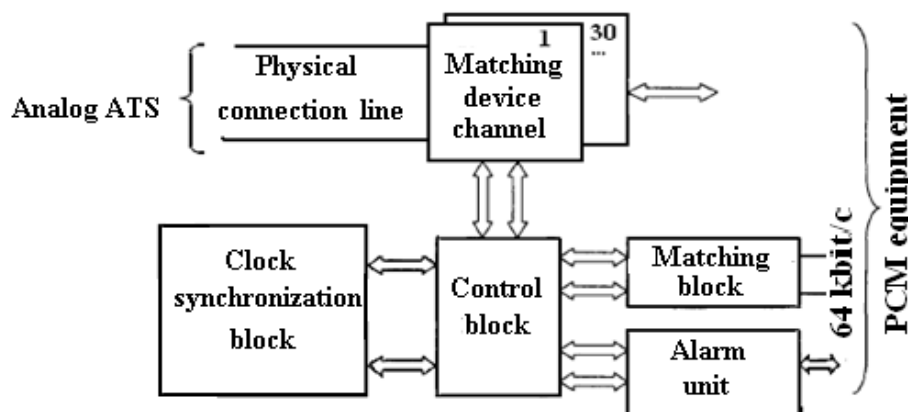 1
30
...
Analog ATS
Physical
connection line
Matching
device
channel
Clock
synchronization
block
Control
block
Matching
block
Alarm
unit
64 kbit/c
PCM equipment